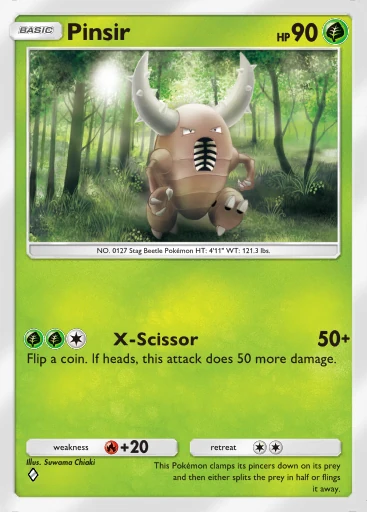 BASIC Pinsir HP 90
NO. 0127 Stag Beetle Pokémon HT: 4'11" WT: 121.3 lbs.
X-Scissor 50+
Flip a coin. If heads, this attack does 50 more damage.
weakness +20 retreat
Illus. Suwama Chiaki
This Pokémon clamps its pincers down on its prey
and then either splits the prey in half or flings
it away.